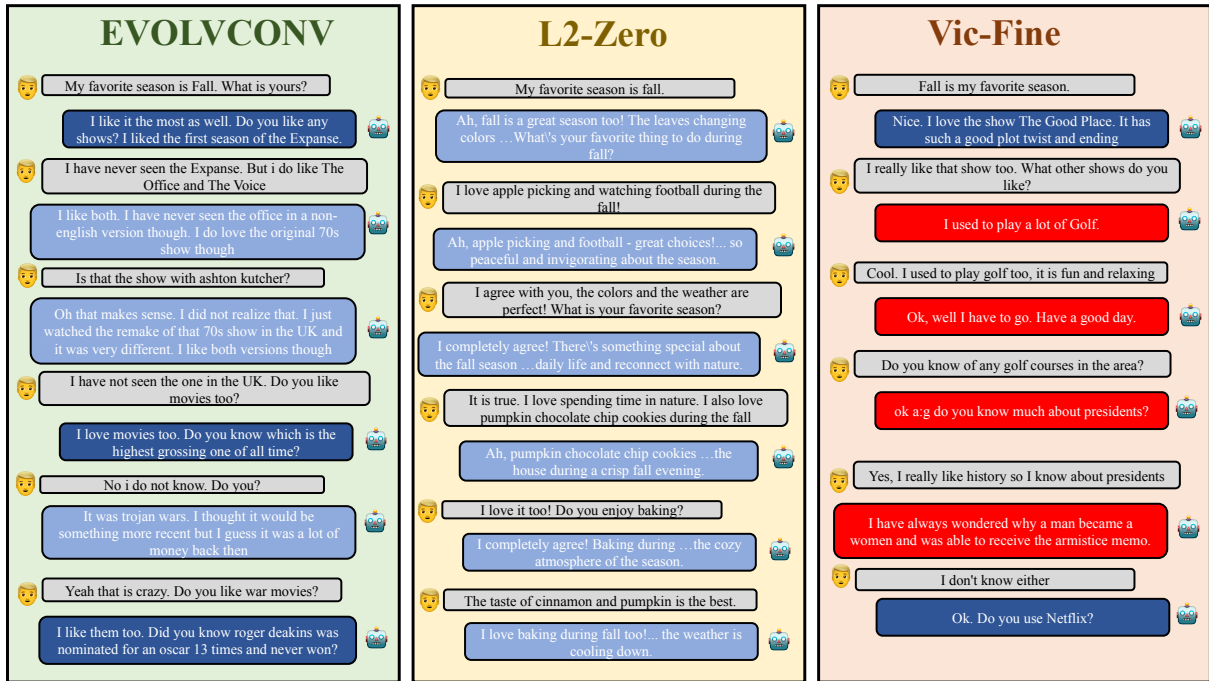 EVOLVCONV
My favorite season is Fall. What is yours?
I like it the most as well. Do you like any
shows? I liked the first season of the Expanse.
I have never seen the Expanse. But i do like The
Office and The Voice
I like both. I have never seen the office in a non-
english version though. I do love the original 70s
show though
Is that the show with ashton kutcher?
Oh that makes sense. I did not realize that. I just
watched the remake of that 70s show in the UK and
it was very different. I like both versions though
I have not seen the one in the UK. Do you like
movies too?
I love movies too. Do you know which is the
highest grossing one of all time?
No i do not know. Do you?
It was trojan wars. I thought it would be
something more recent but I guess it was a lot of
money back then
Yeah that is crazy. Do you like war movies?
I like them too. Did you know roger deakins was
nominated for an oscar 13 times and never won?
L2-Zero
My favorite season is fall.
Ah, fall is a great season too! The leaves changing
colors …What\'s your favorite thing to do during
fall?
I love apple picking and watching football during the
fall!
Ah, apple picking and football - great choices!... so
peaceful and invigorating about the season.
I agree with you, the colors and the weather are
perfect! What is your favorite season?
I completely agree! There\'s something special about
the fall season …daily life and reconnect with nature.
It is true. I love spending time in nature. I also love
pumpkin chocolate chip cookies during the fall
Ah, pumpkin chocolate chip cookies …the
house during a crisp fall evening.
I love it too! Do you enjoy baking?
I completely agree! Baking during …the cozy
atmosphere of the season.
The taste of cinnamon and pumpkin is the best.
I love baking during fall too!... the weather is
cooling down.
Vic-Fine
Fall is my favorite season.
Nice. I love the show The Good Place. It has
such a good plot twist and ending
I really like that show too. What other shows do you
like?
I used to play a lot of Golf.
Cool. I used to play golf too, it is fun and relaxing
Ok, well I have to go. Have a good day.
Do you know of any golf courses in the area?
ok a:g do you know much about presidents?
Yes, I really like history so I know about presidents
I have always wondered why a man became a
women and was able to receive the armistice memo.
I don't know either
Ok. Do you use Netflix?